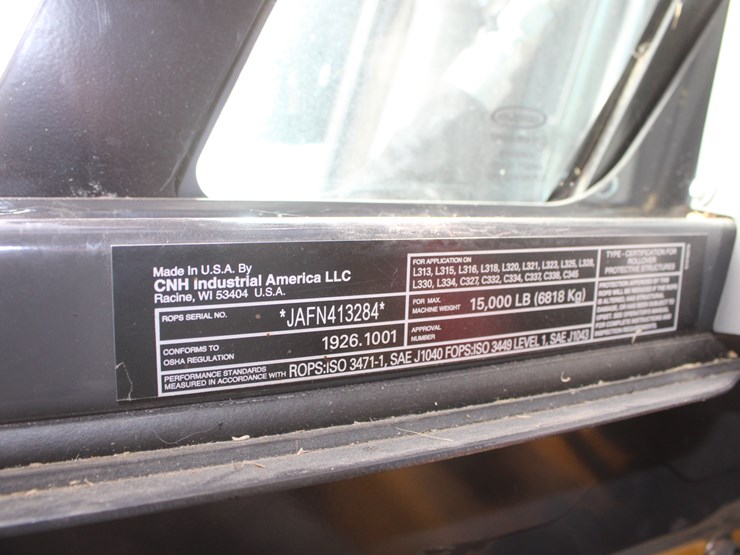 Made In U.S.A. By
CNH Industrial America LLC
Racine, WI 53404 U.S.A.
ROPS SERIAL NO.
*JAFN413284*
CONFORMS TO
OSHA REGULATION
1926.1001
PERFORMANCE STANDARDS
MEASURED IN ACCORDANCE WITH
ROPS:ISO 3471-1, SAE J1040 FOPS:ISO 3449 LEVEL 1, SAE J1043
FOR APPLICATION ON
L313, L315, L316, L318, L320, L321, L323, L325, L328,
L330, L334, C327, C332, C334, C337, C338, C345
FOR MAX.
MACHINE WEIGHT
15,000 LB (6818 Kg)
APPROVAL
NUMBER
TYPE - CERTIFICATION FOR
ROLLOVER
PROTECTIVE STRUCTURES